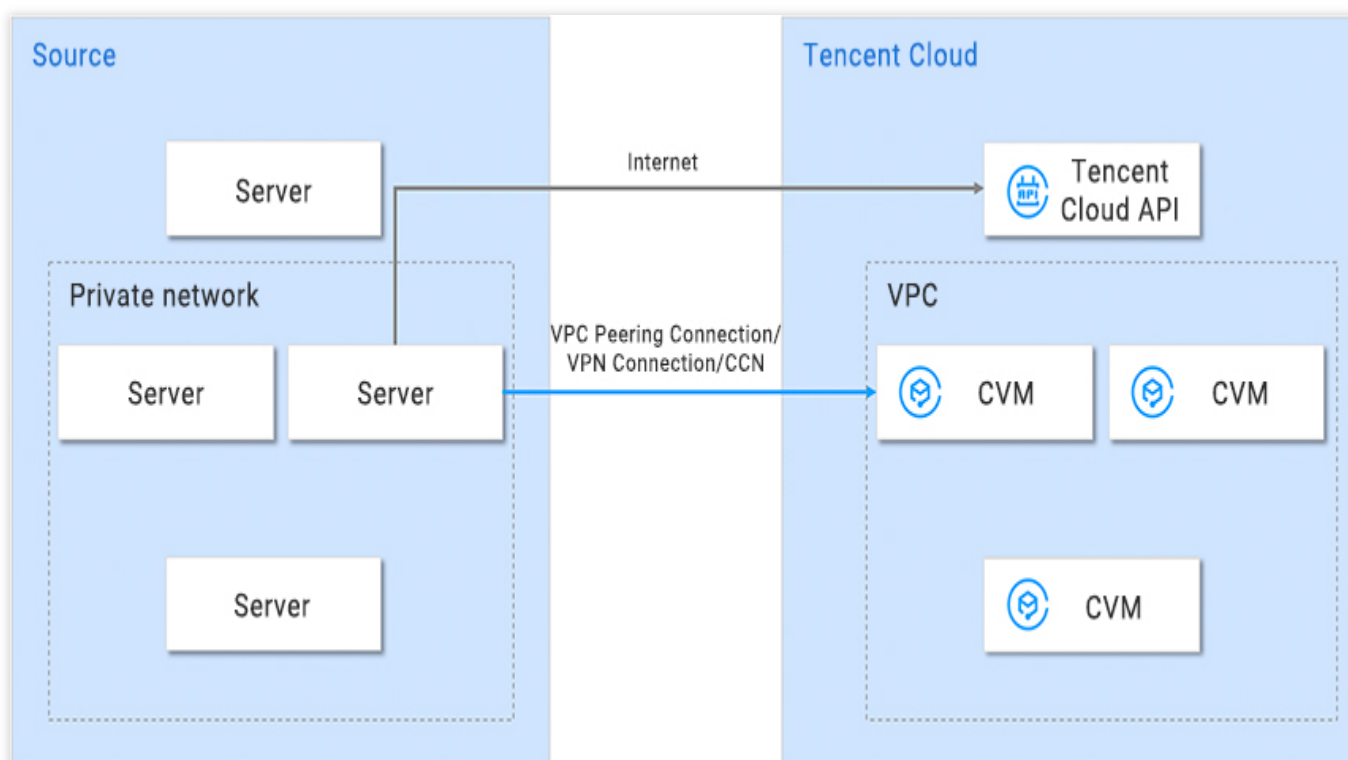 Source
Tencent Cloud
Server
Internet
API
Tencent
Cloud API
Private network
VPC
VPC Peering Connection/
VPN Connection/CCN
Server
Server
CVM
CVM
Server
CVM